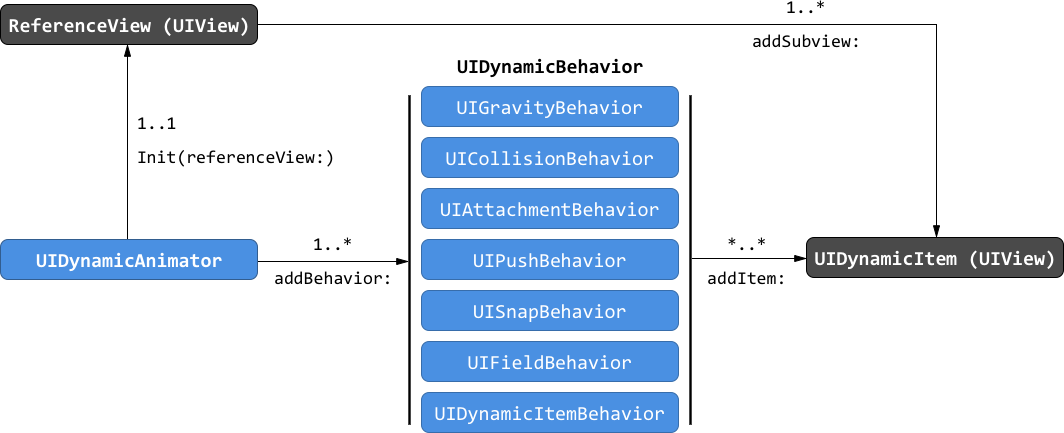 ReferenceView (UIView)
1..*
addSubview:
UIDynamicBehavior
UIGravityBehavior
1..1
UICollisionBehavior
Init(referenceView:)
UIAttachmentBehavior
1..*
*..*
UIDynamicAnimator
UIPushBehavior
UIDynamicItem (UIView)
addBehavior:
addItem:
UISnapBehavior
UIFieldBehavior
UIDynamicItemBehavior